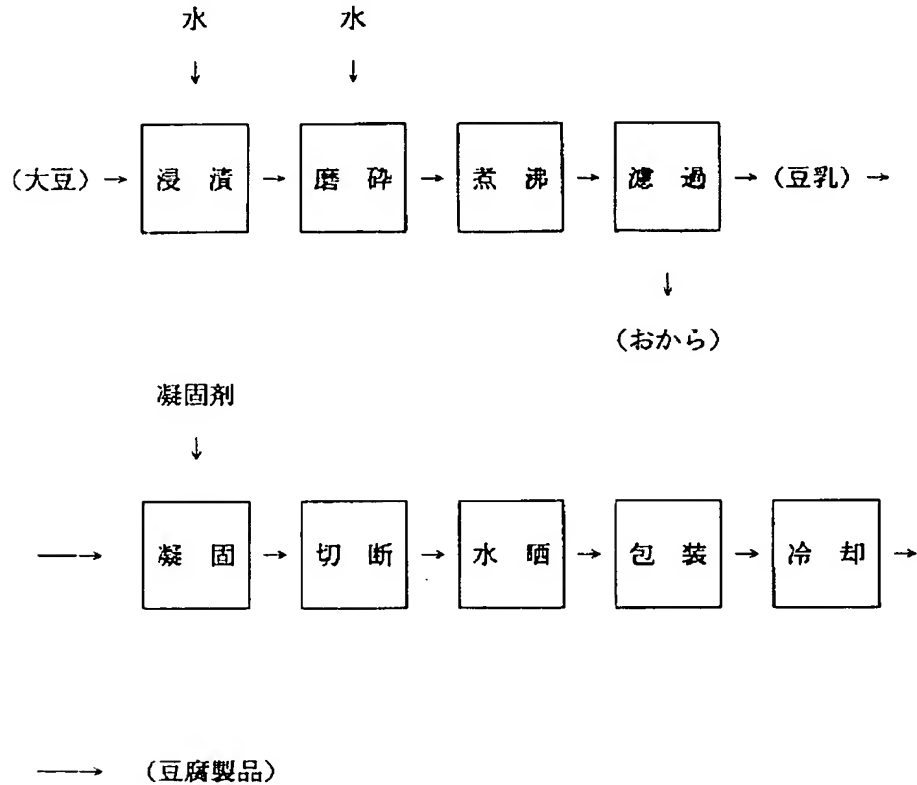 水 水
↓ ↓
(大豆) → 浸漬 → 磨砕 → 煮沸 → 濾過 → (豆乳) →
↓
(おから)
凝固剤
↓
→ 凝固 → 切断 → 水晒 → 包装 → 冷却 →
→ (豆腐製品)